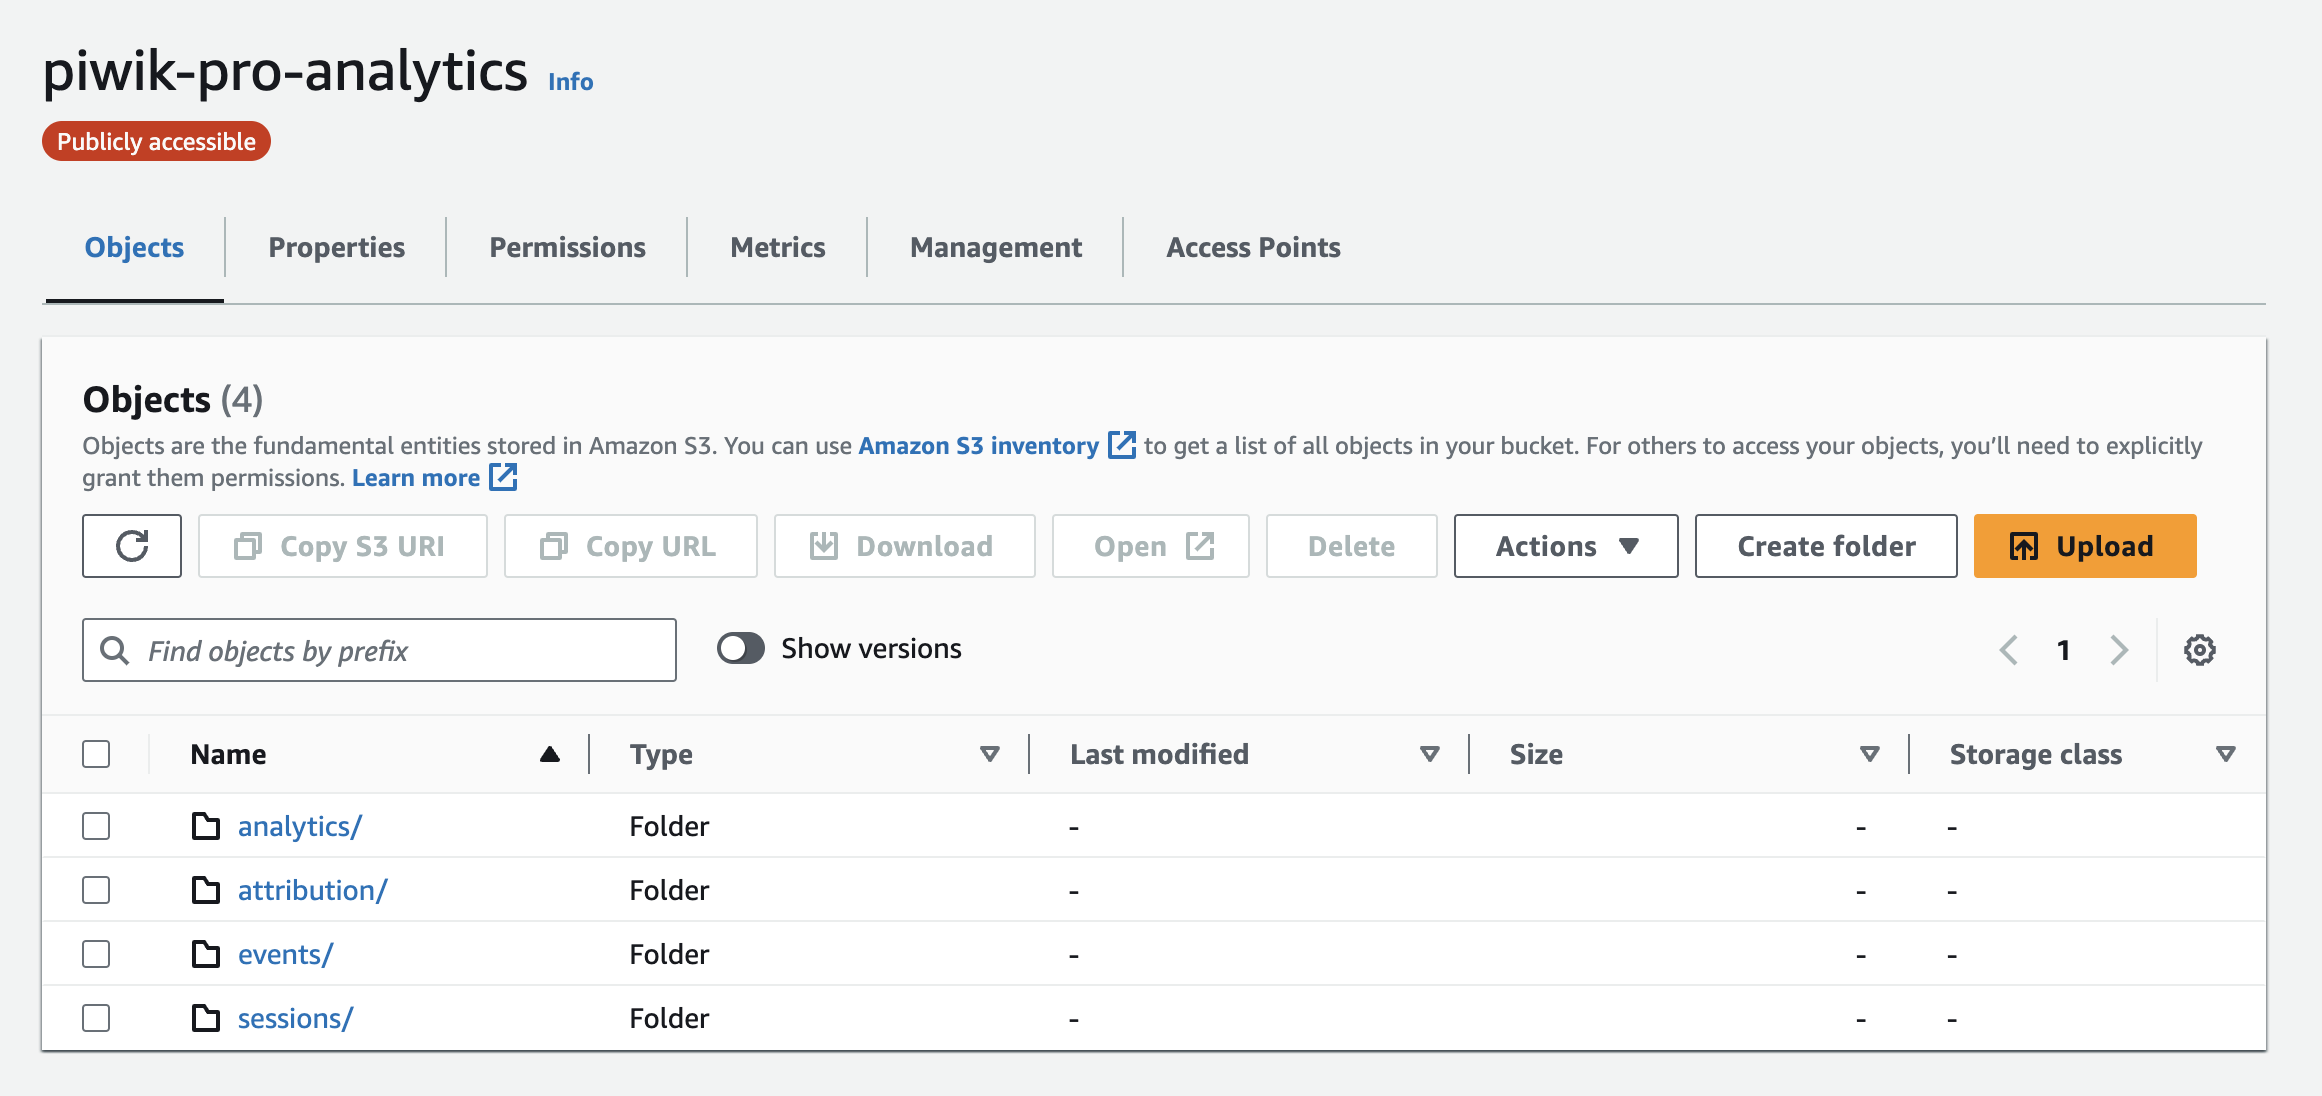 piwik-pro-analytics Info
Publicly accessible
Objects Properties Permissions Metrics Management Access Points
Objects (4)
Objects are the fundamental entities stored in Amazon S3. You can use Amazon S3 inventory to get a list of all objects in your bucket. For others to access your objects, you’ll need to explicitly
grant them permissions. Learn more
Copy S3 URI Copy URL Download Open Delete Actions Create folder Upload
Find objects by prefix Show versions 1
Name Type Last modified Size Storage class
analytics/ Folder - - -
attribution/ Folder - - -
events/ Folder - - -
sessions/ Folder - - -